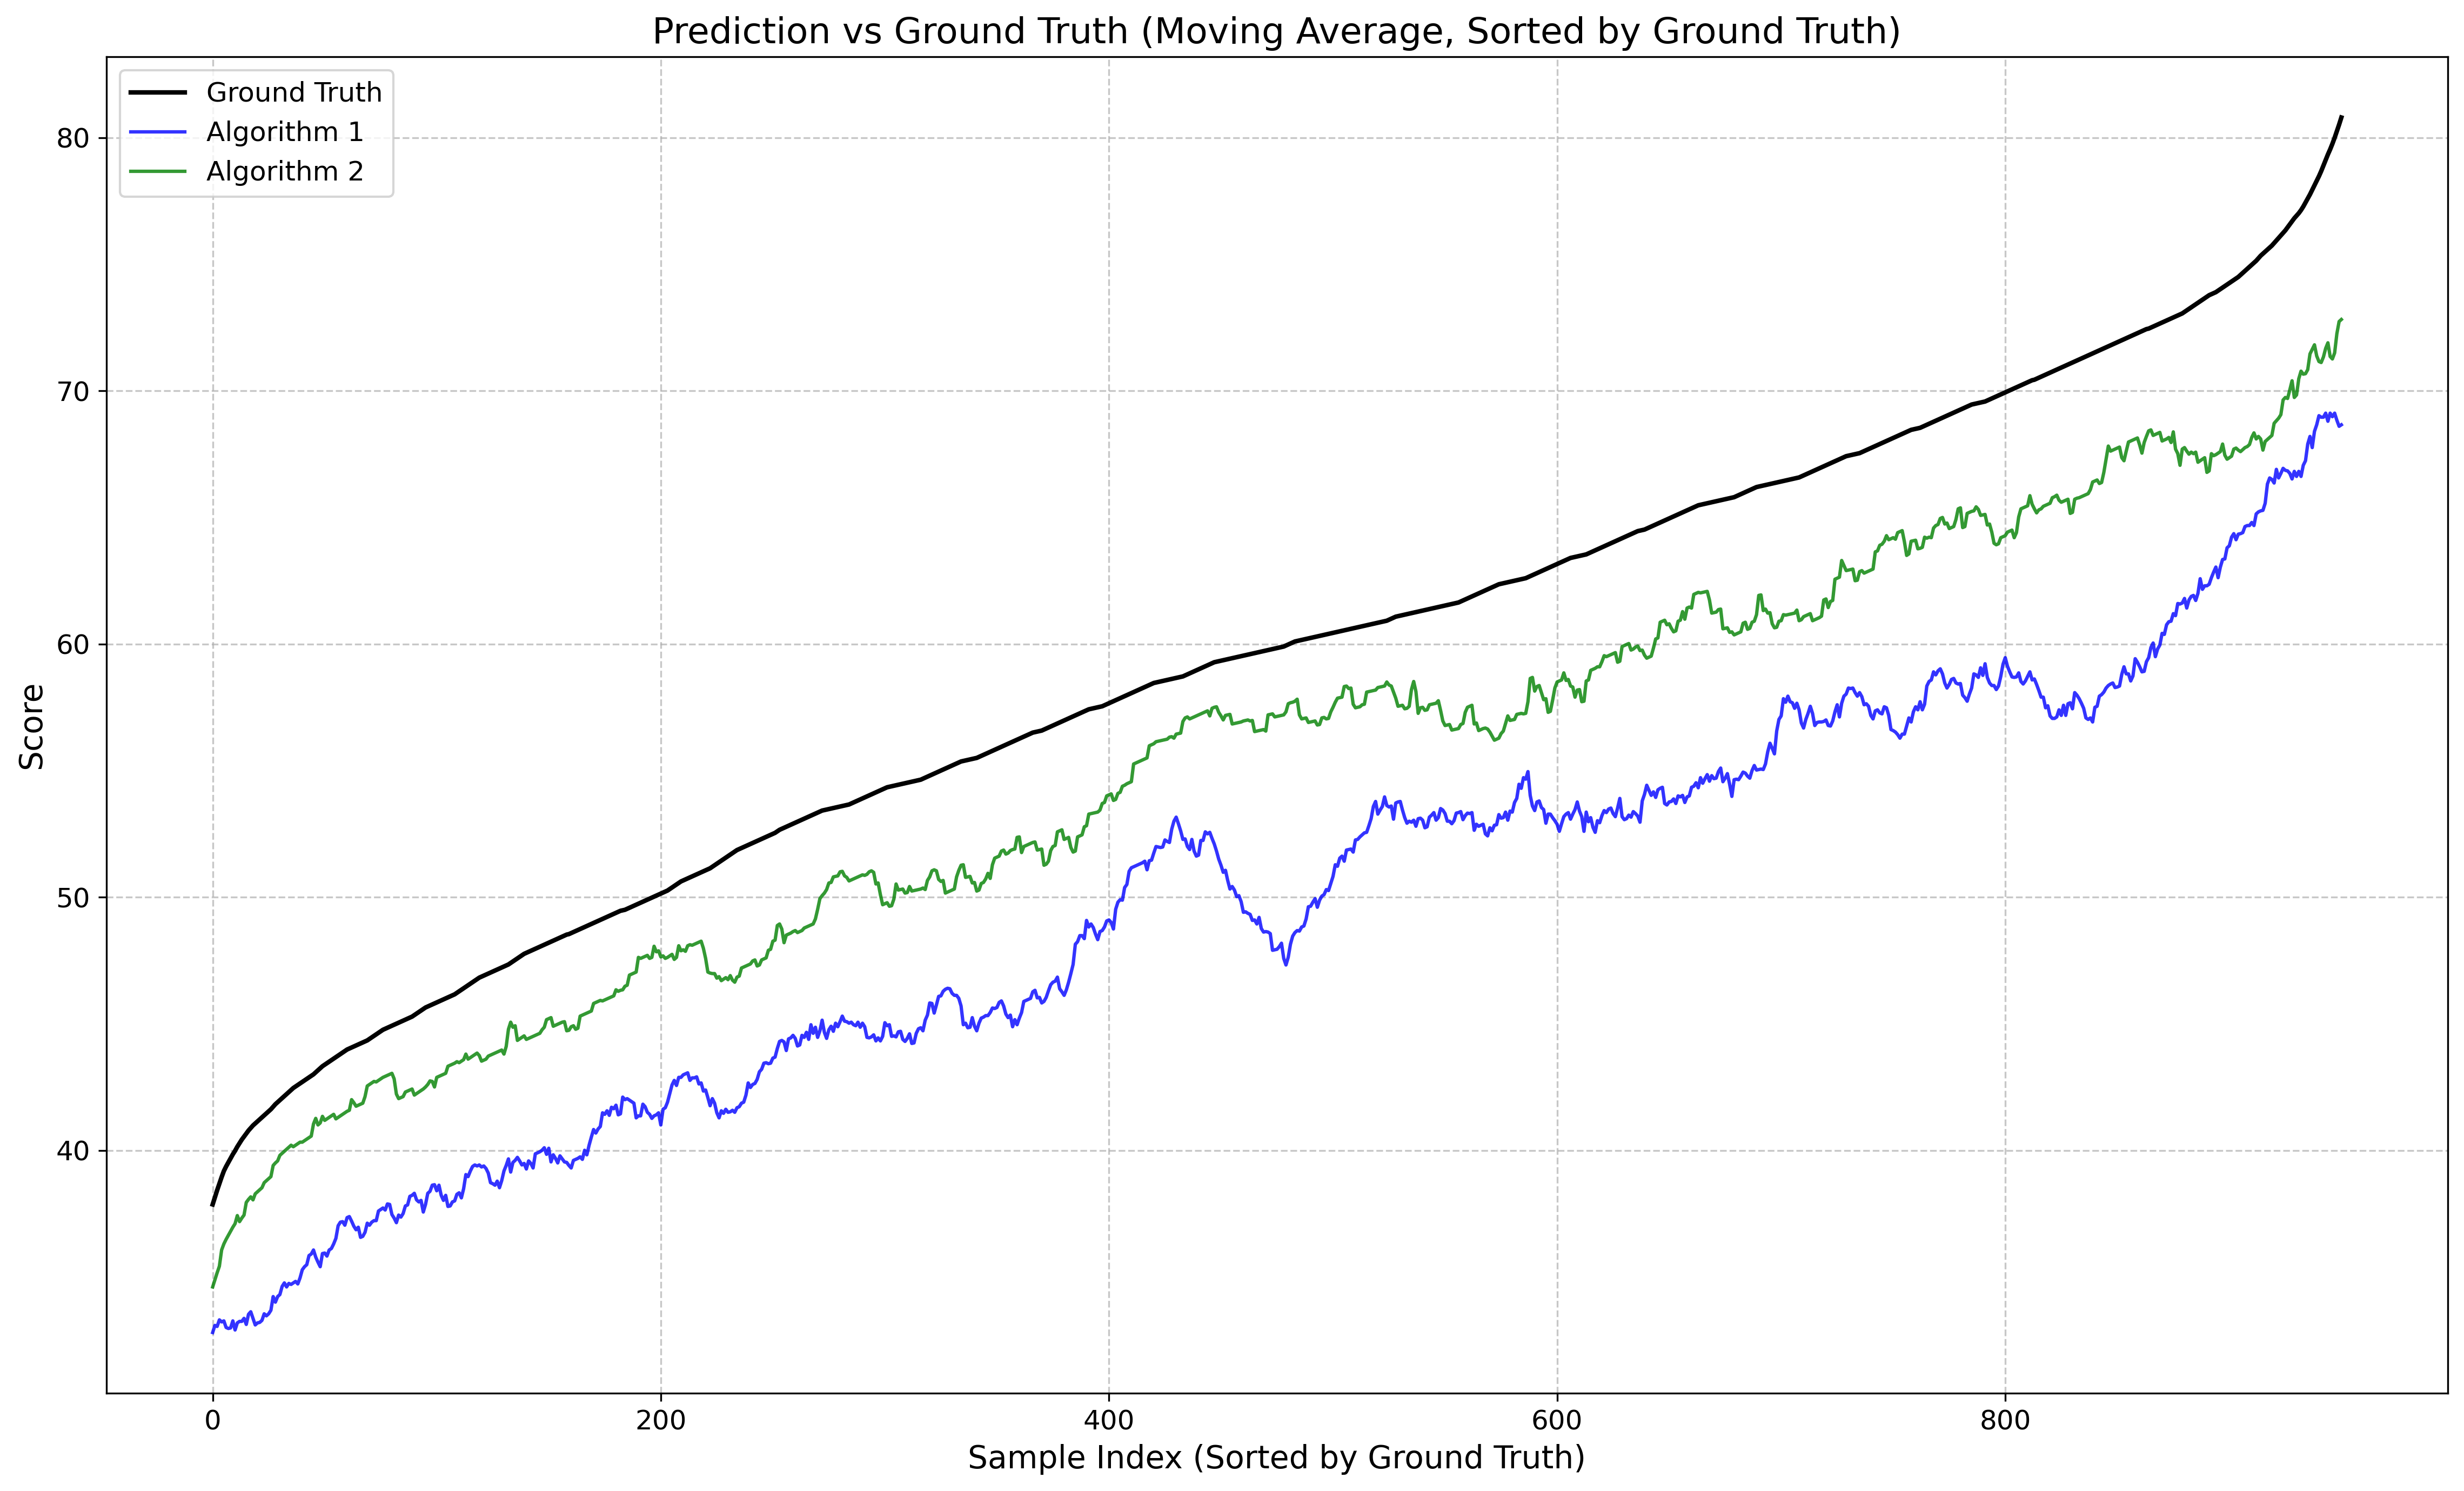 Prediction vs Ground Truth (Moving Average, Sorted by Ground Truth)
Ground Truth
Algorithm 1
Algorithm 2
Score
80
70
60
50
40
0
200
400
600
800
Sample Index (Sorted by Ground Truth)